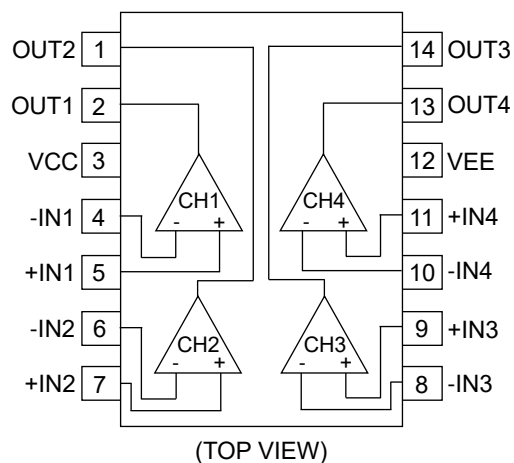 OUT2 1 14 OUT3
OUT1 2 13 OUT4
VCC 3 12 VEE
CH1 CH4
-IN1 4 - + - + 11 +IN4
+IN1 5 10 -IN4
-IN2 6 9 +IN3
CH2 CH3
+IN2 7 - + - + 8 -IN3
(TOP VIEW)